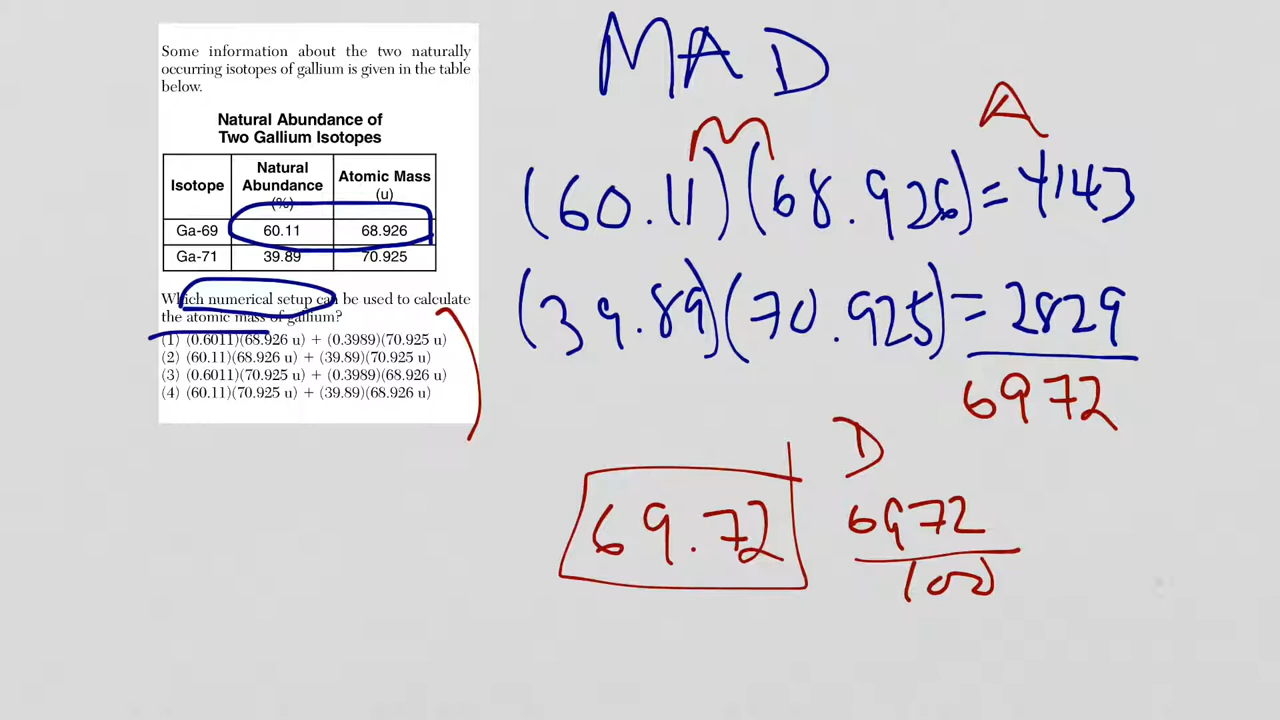 Some information about the two naturally
occurring isotopes of gallium is given in the table
below.
Natural Abundance of
Two Gallium Isotopes
Isotope Natural Abundance (%) Atomic Mass (u)
Ga-69 60.11 68.926
Ga-71 39.89 70.925
Which numerical setup can be used to calculate
the atomic mass of gallium?
(1) (0.6011)(68.926 u) + (0.3989)(70.925 u)
(2) (60.11)(68.926 u) + (39.89)(70.925 u)
(3) (0.6011)(70.925 u) + (0.3989)(68.926 u)
(4) (60.11)(70.925 u) + (39.89)(68.926 u)
MAD
M A
(60.11)(68.926)=4143
(39.89)(70.925)=2829
6972
D
6972
100
69.72